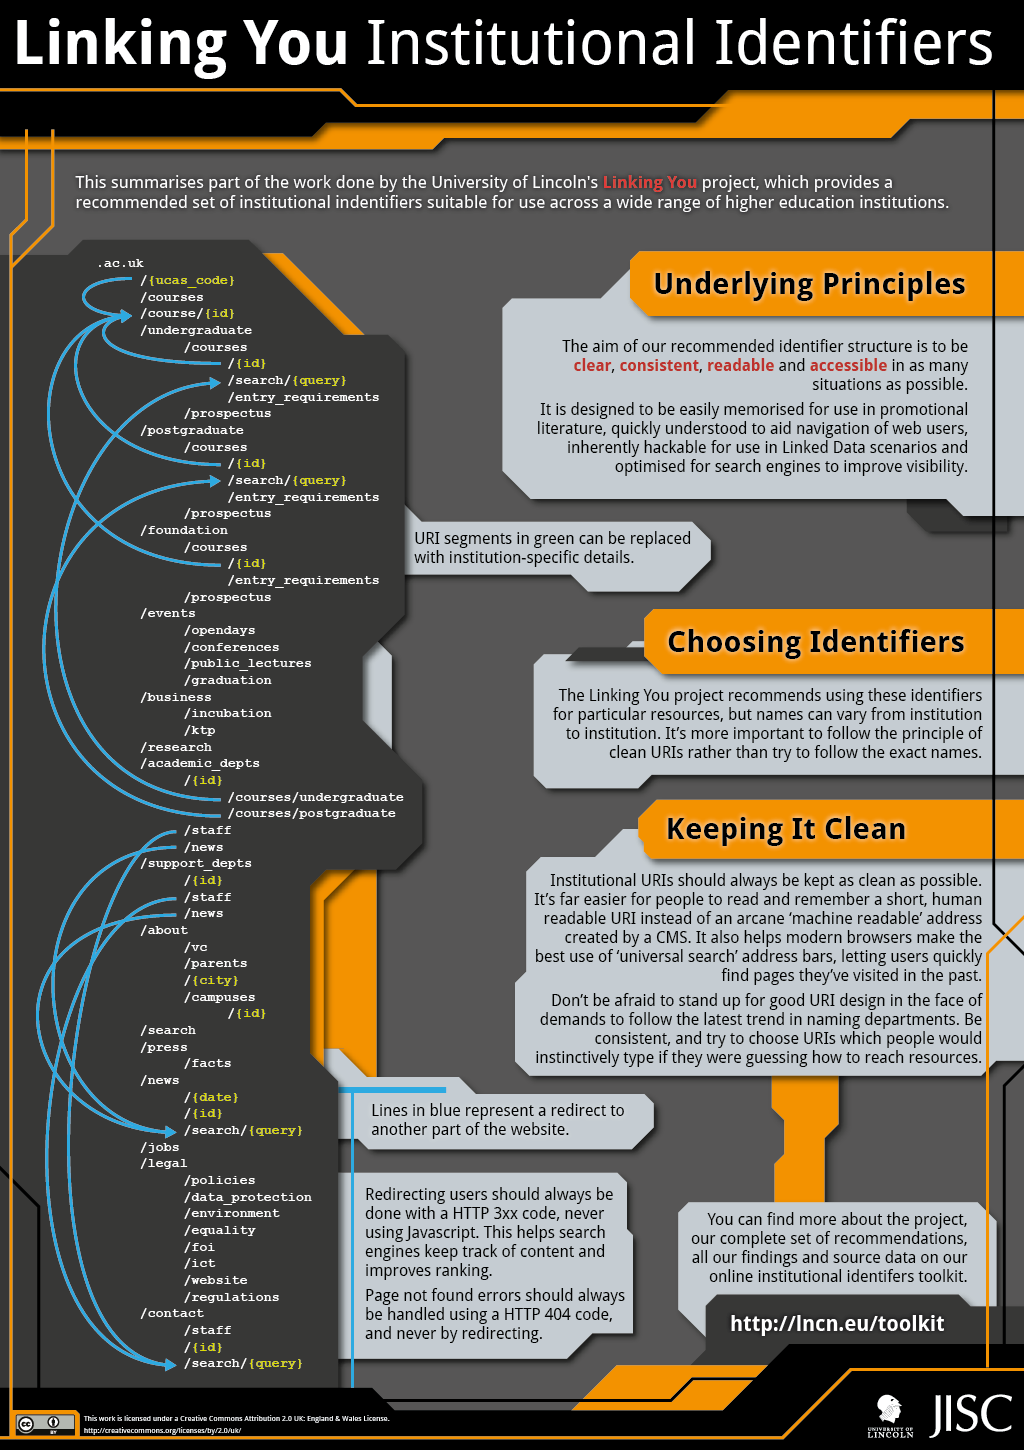 Linking You Institutional Identifiers
This summarises part of the work done by the University of Lincoln's Linking You project, which provides a
recommended set of institutional indentifiers suitable for use across a wide range of higher education institutions.
.ac.uk
/{ucas_code}
/courses
/course/{id}
/undergraduate
/courses
/{id}
/search/{query}
/entry_requirements
/prospectus
/postgraduate
/courses
/{id}
/search/{query}
/entry_requirements
/prospectus
/foundation
/courses
/{id}
/entry_requirements
/prospectus
/events
/opendays
/conferences
/public_lectures
/graduation
/business
/incubation
/ktp
/research
/academic_depts
/{id}
/courses/undergraduate
/courses/postgraduate
/staff
/news
/support_depts
/{id}
/staff
/news
/about
/vc
/parents
/{city}
/campuses
/{id}
/search
/press
/facts
/news
/{date}
/{id}
/search/{query}
/jobs
/legal
/policies
/data_protection
/environment
/equality
/foi
/ict
/website
/regulations
/contact
/staff
/{id}
/search/{query}
Underlying Principles
The aim of our recommended identifier structure is to be
clear, consistent, readable and accessible in as many
situations as possible.
It is designed to be easily memorised for use in promotional
literature, quickly understood to aid navigation of web users,
inherently hackable for use in Linked Data scenarios and
optimised for search engines to improve visibility.
URI segments in green can be replaced
with institution-specific details.
Choosing Identifiers
The Linking You project recommends using these identifiers
for particular resources, but names can vary from institution
to institution. It's more important to follow the principle of
clean URIs rather than try to follow the exact names.
Keeping It Clean
Institutional URIs should always be kept as clean as possible.
It's far easier for people to read and remember a short, human
readable URI instead of an arcane ‘machine readable’ address
created by a CMS. It also helps modern browsers make the
best use of ‘universal search’ address bars, letting users quickly
find pages they've visited in the past.
Don't be afraid to stand up for good URI design in the face of
demands to follow the latest trend in naming departments. Be
consistent, and try to choose URIs which people would
instinctively type if they were guessing how to reach resources.
Lines in blue represent a redirect to
another part of the website.
Redirecting users should always be
done with a HTTP 3xx code, never
using Javascript. This helps search
engines keep track of content and
improves ranking.
Page not found errors should always
be handled using a HTTP 404 code,
and never by redirecting.
You can find more about the project,
our complete set of recommendations,
all our findings and source data on our
online institutional identifers toolkit.
http://lncn.eu/toolkit
cc BY
This work is licensed under a Creative Commons Attribution 2.0 UK: England & Wales License.
http://creativecommons.org/licenses/by/2.0/uk/
UNIVERSITY OF
LINCOLN
JISC